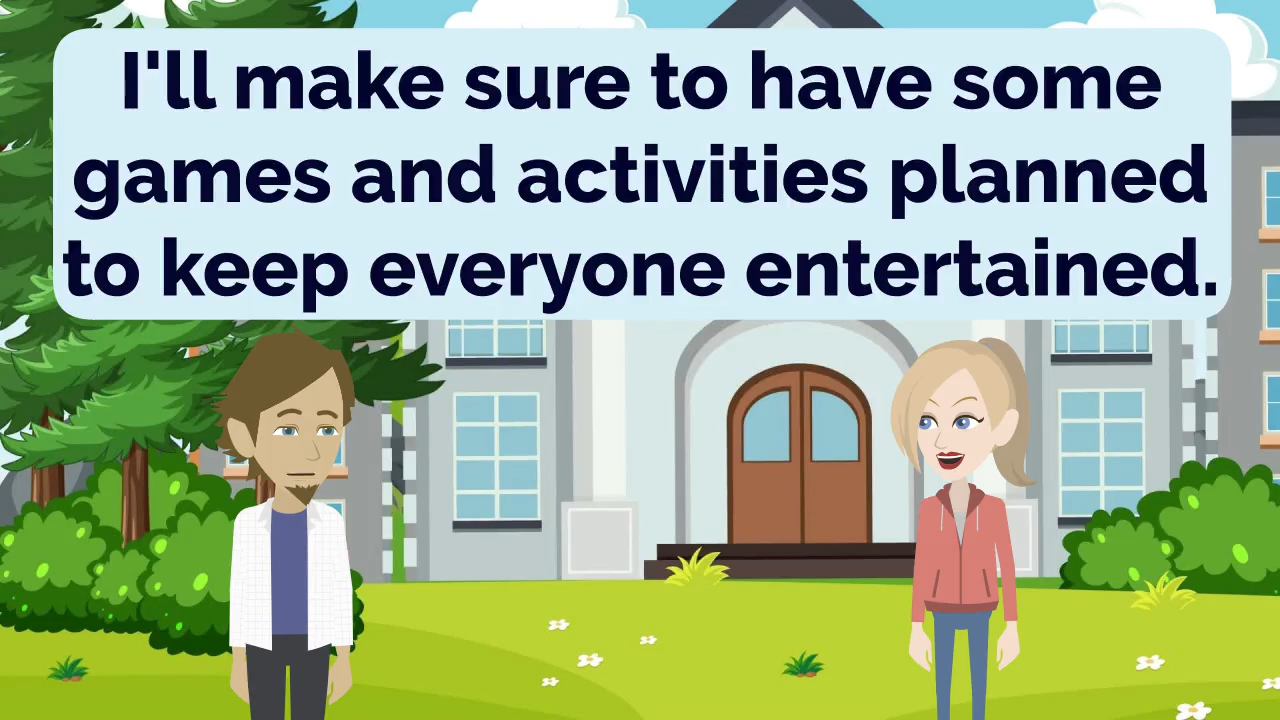 I'll make sure to have some
games and activities planned
to keep everyone entertained.